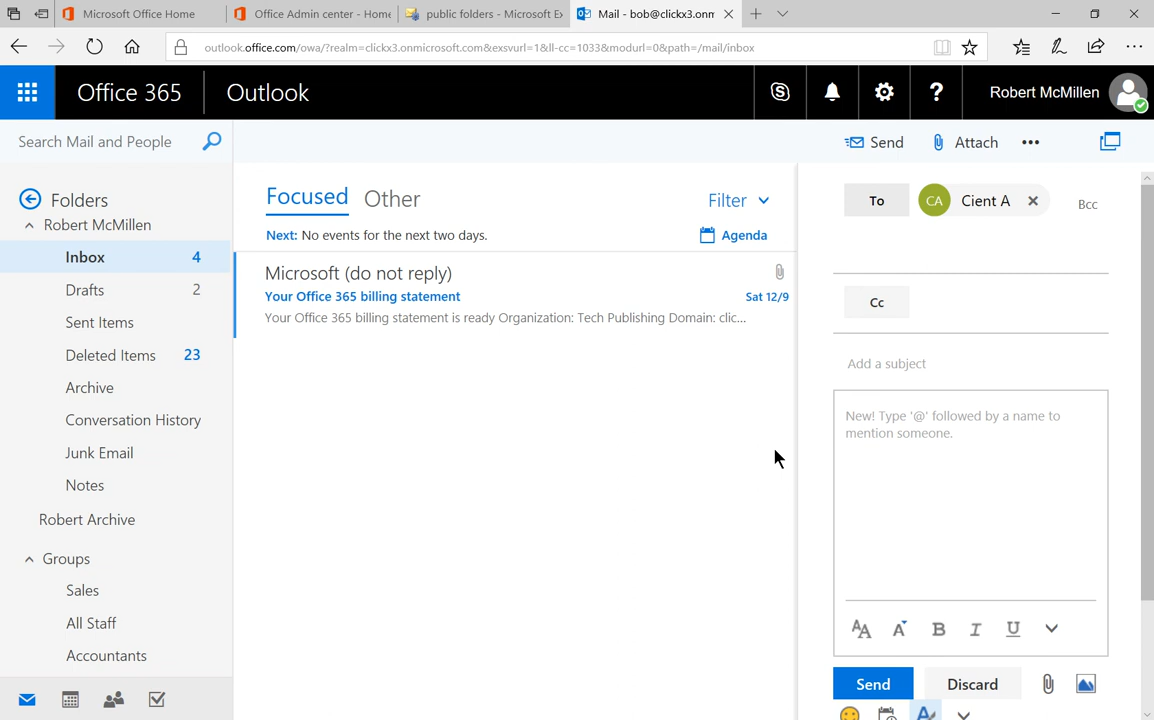 Microsoft Office Home
Office Admin center - Home
public folders - Microsoft Ex
Mail - bob@clickx3.onm
outlook.office.com/owa/?realm=clickx3.onmicrosoft.com&exsvurl=1&ll-cc=1033&modurl=0&path=/mail/inbox
Office 365
Outlook
Robert McMillen
Search Mail and People
Send
Attach
Folders
Robert McMillen
Inbox 4
Drafts 2
Sent Items
Deleted Items 23
Archive
Conversation History
Junk Email
Notes
Robert Archive
Groups
Sales
All Staff
Accountants
Focused Other
Filter
Next: No events for the next two days.
Agenda
Microsoft (do not reply)
Your Office 365 billing statement
Sat 12/9
Your Office 365 billing statement is ready Organization: Tech Publishing Domain: clic...
To
CA Cient A
Bcc
Cc
Add a subject
New! Type '@' followed by a name to
mention someone.
AA A B I U
Send
Discard